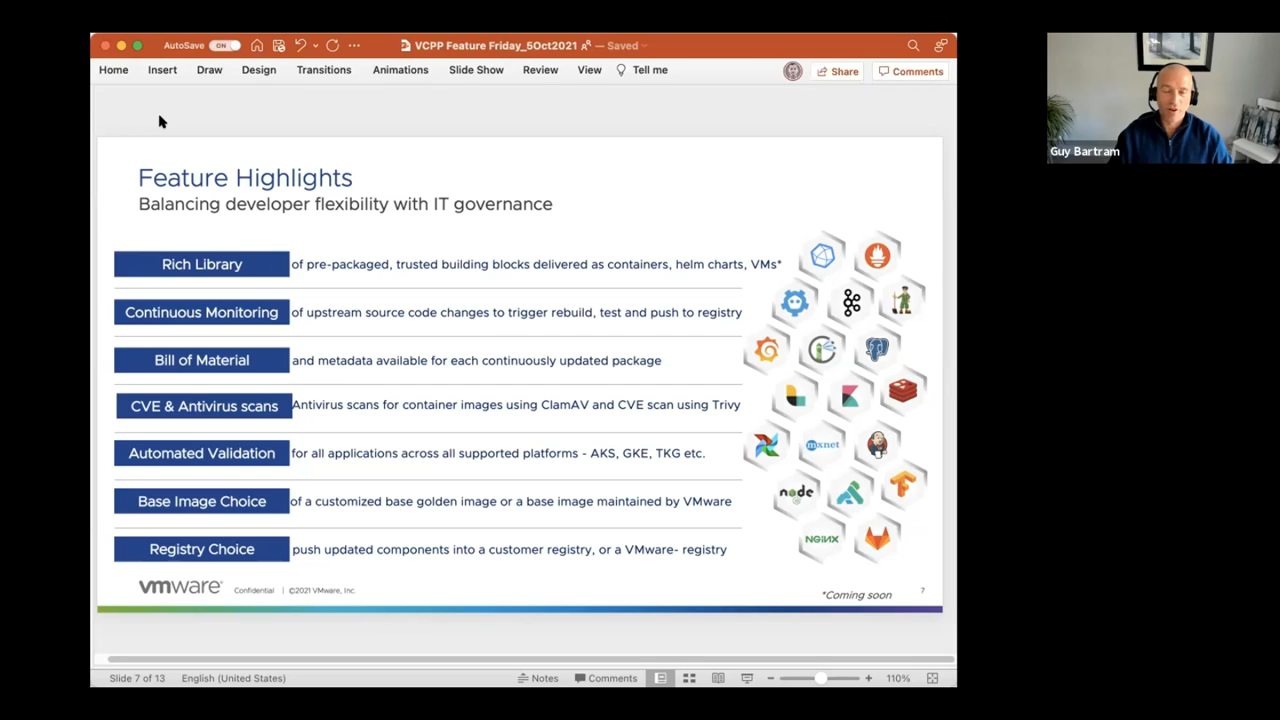 AutoSave ON VCPP Feature Friday_5Oct2021 — Saved
Home Insert Draw Design Transitions Animations Slide Show Review View Tell me Share Comments
Guy Bartram
Feature Highlights
Balancing developer flexibility with IT governance
Rich Library of pre-packaged, trusted building blocks delivered as containers, helm charts, VMs*
Continuous Monitoring of upstream source code changes to trigger rebuild, test and push to registry
Bill of Material and metadata available for each continuously updated package
CVE & Antivirus scans Antivirus scans for container images using ClamAV and CVE scan using Trivy
mxnet
Automated Validation for all applications across all supported platforms - AKS, GKE, TKG etc.
node
Base Image Choice of a customized base golden image or a base image maintained by VMware
NGINX
Registry Choice push updated components into a customer registry, or a VMware- registry
vmware® Confidential | ©2021 VMware, Inc.
*Coming soon 7
Slide 7 of 13 English (United States) Notes Comments 110%